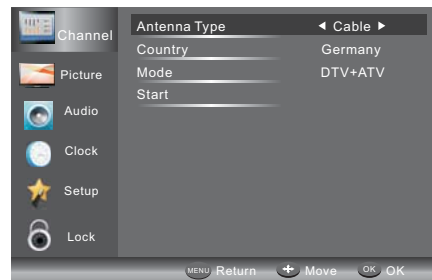 Channel
Picture
Audio
Clock
Setup
Lock
Antenna Type ◀ Cable ▶
Country Germany
Mode DTV+ATV
Start
MENU Return Move OK OK